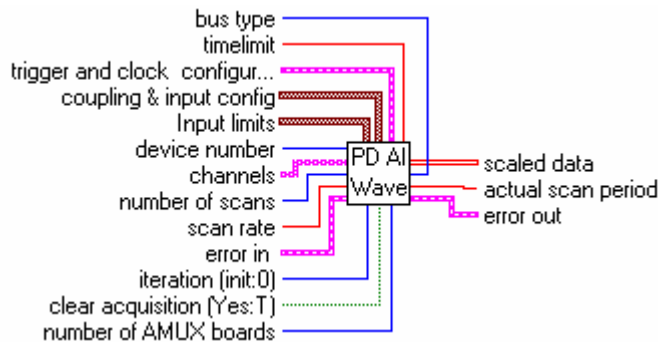 bus type
timelimit
trigger and clock configur...
coupling & input config
Input limits
device number
channels
number of scans
scan rate
error in
iteration (init:0)
clear acquisition (Yes:T)
number of AMUX boards
PD AI
Wave
scaled data
actual scan period
error out